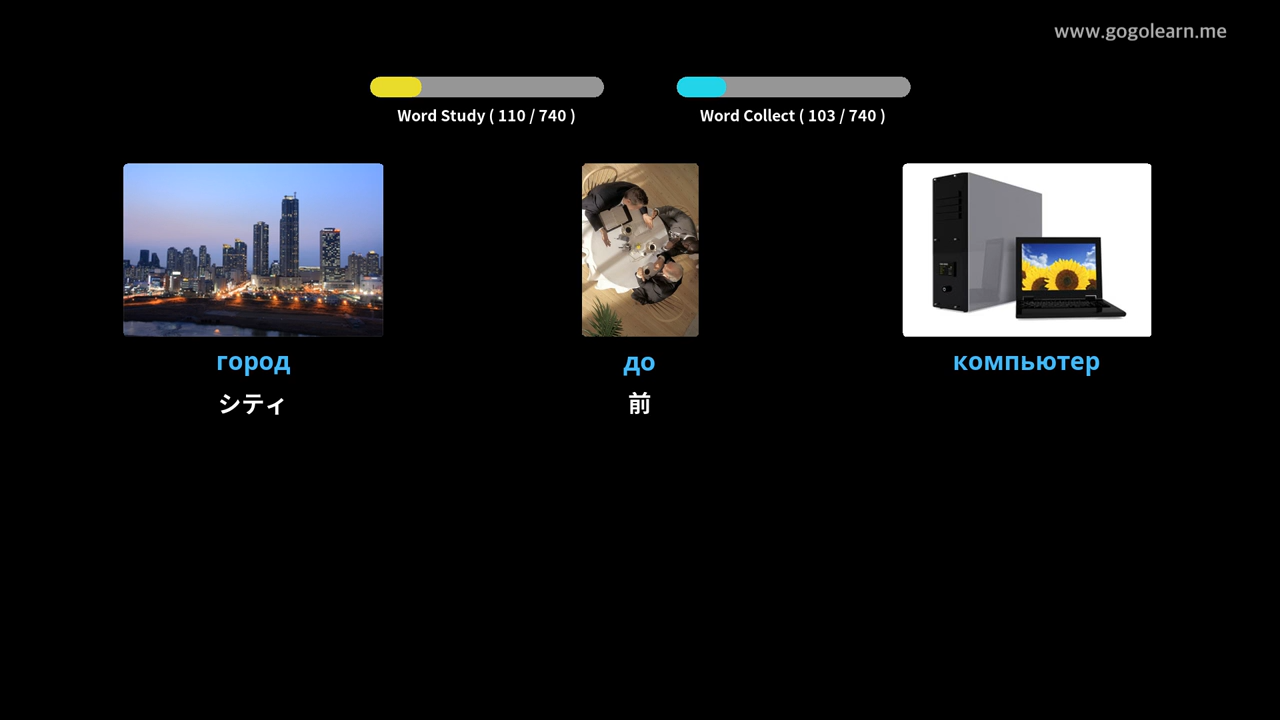 www.gogolearn.me
Word Study ( 110 / 740 )
Word Collect ( 103 / 740 )
город
до
компьютер
シティ
前